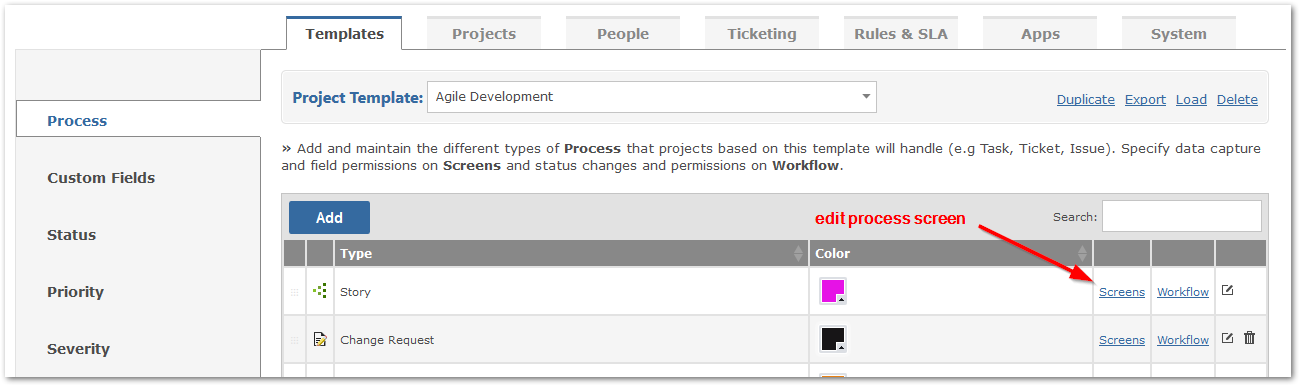 Templates Projects People Ticketing Rules & SLA Apps System
Project Template: Agile Development Duplicate Export Load Delete
Process
» Add and maintain the different types of Process that projects based on this template will handle (e.g Task, Ticket, Issue). Specify data capture
and field permissions on Screens and status changes and permissions on Workflow.
Custom Fields
Add edit process screen Search:
Status
Type Color
Priority
Story Screens Workflow
Change Request Screens Workflow
Severity